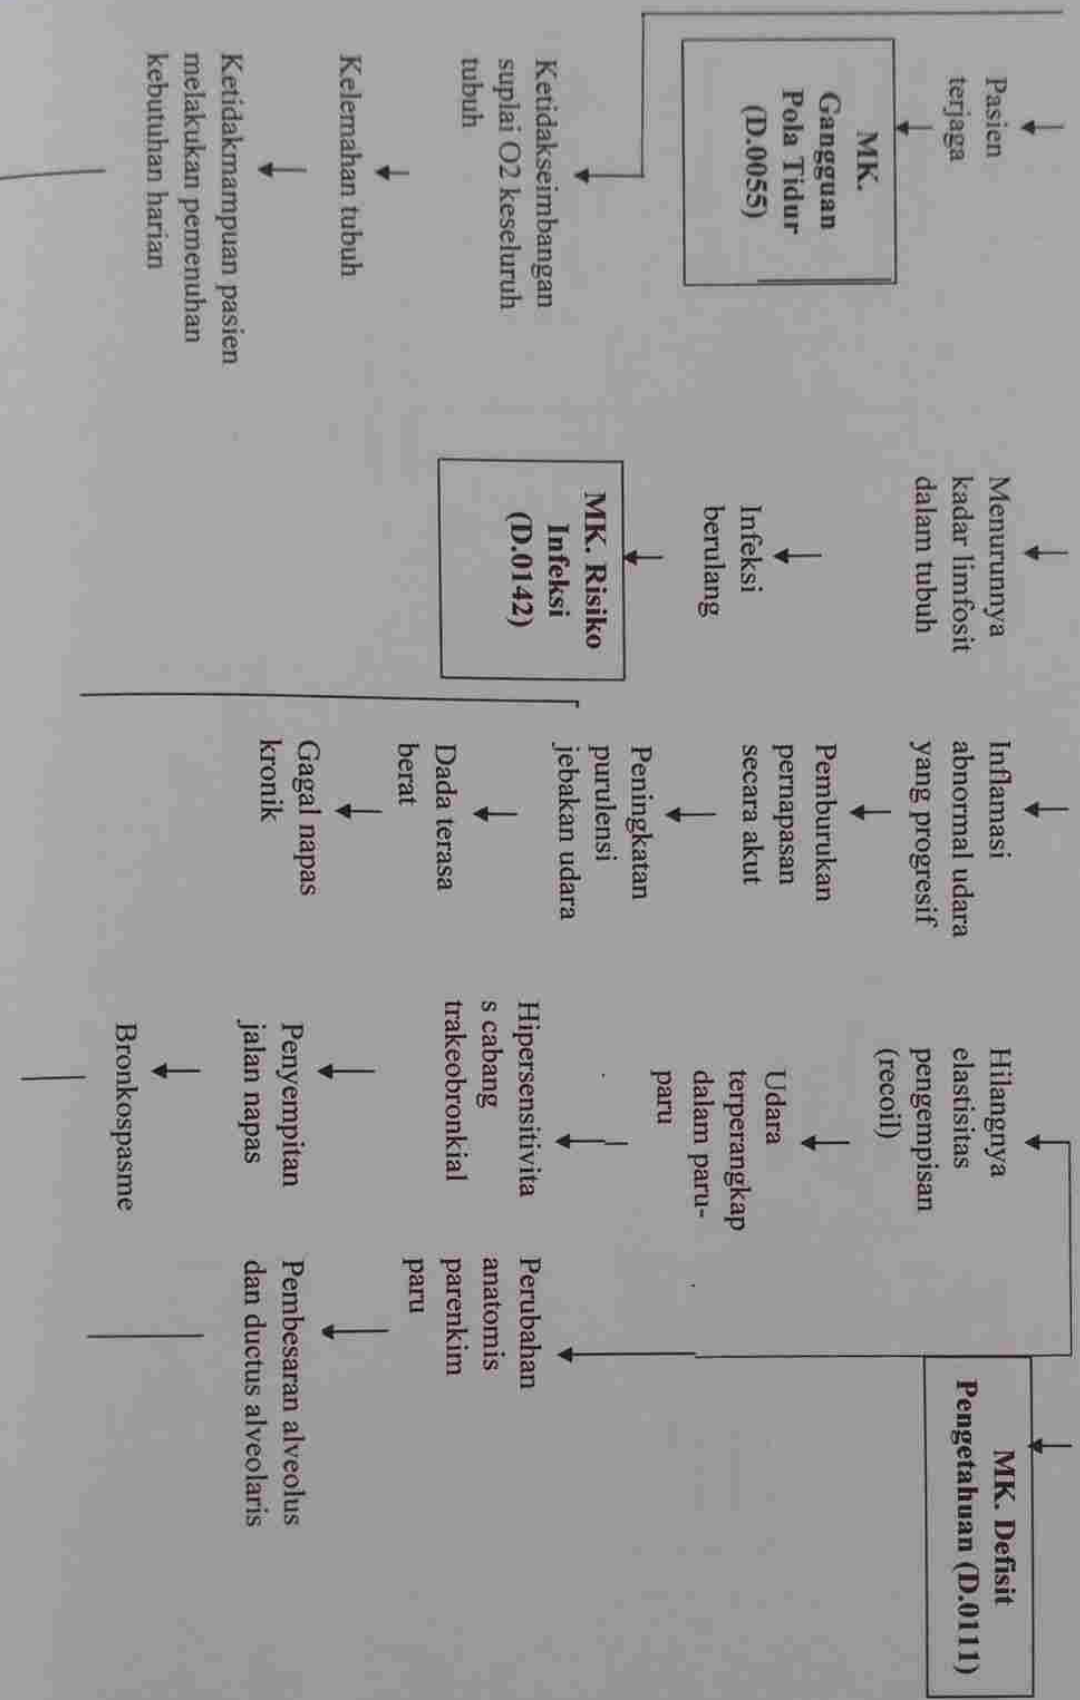 Pasien
terjaga
MK.
Gangguan
Pola Tidur
(D.0055)
Ketidakseimbangan
suplai O2 keseluruh
tubuh
Kelemahan tubuh
Ketidakmampuan pasien
melakukan pemenuhan
kebutuhan harian
Menurunnya
kadar limfosit
dalam tubuh
Infeksi
berulang
MK. Risiko
Infeksi
(D.0142)
Inflamasi
abnormal udara
yang progresif
Pemburukan
pernapasan
secara akut
Peningkatan
purulensi
jebakan udara
Dada terasa
berat
Gagal napas
kronik
Hilangnya
elastisitas
pengempisan
(recoil)
Udara
terperangkap
dalam paru-
paru
Hipersensitivita
s cabang
trakeobronkial
Penyempitan
jalan napas
Bronkospasme
Perubahan
anatomis
parenkim
paru
Pembesaran alveolus
dan ductus alveolaris
MK. Defisit
Pengetahuan (D.0111)